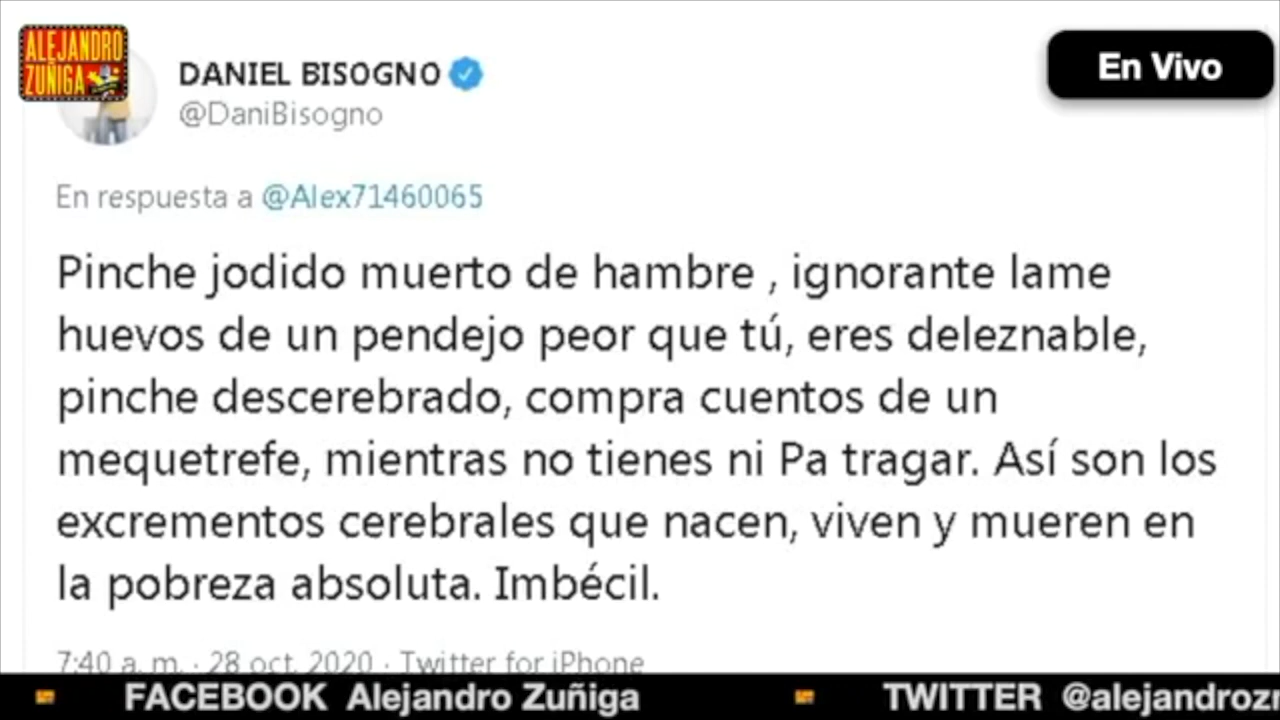 ALEJANDRO
ZUÑIGA
DANIEL BISOGNO
@DaniBisogno
En Vivo
En respuesta a @Alex71460065
Pinche jodido muerto de hambre , ignorante lame
huevos de un pendejo peor que tú, eres deleznable,
pinche descerebrado, compra cuentos de un
mequetrefe, mientras no tienes ni Pa tragar. Así son los
excrementos cerebrales que nacen, viven y mueren en
la pobreza absoluta. Imbécil.
7:40 a. m. · 28 oct. 2020 · Twitter for iPhone
FACEBOOK Alejandro Zuñiga TWITTER @alejandroz